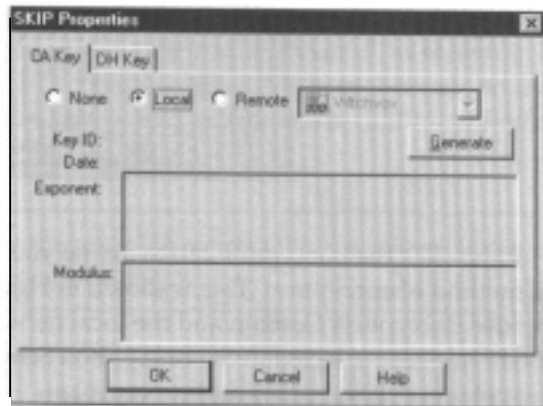 SKIP Properties
CA Key DH Key
None Local Remote
Key ID: Generate
Date:
Exponent:
Modulus:
OK Cancel Help